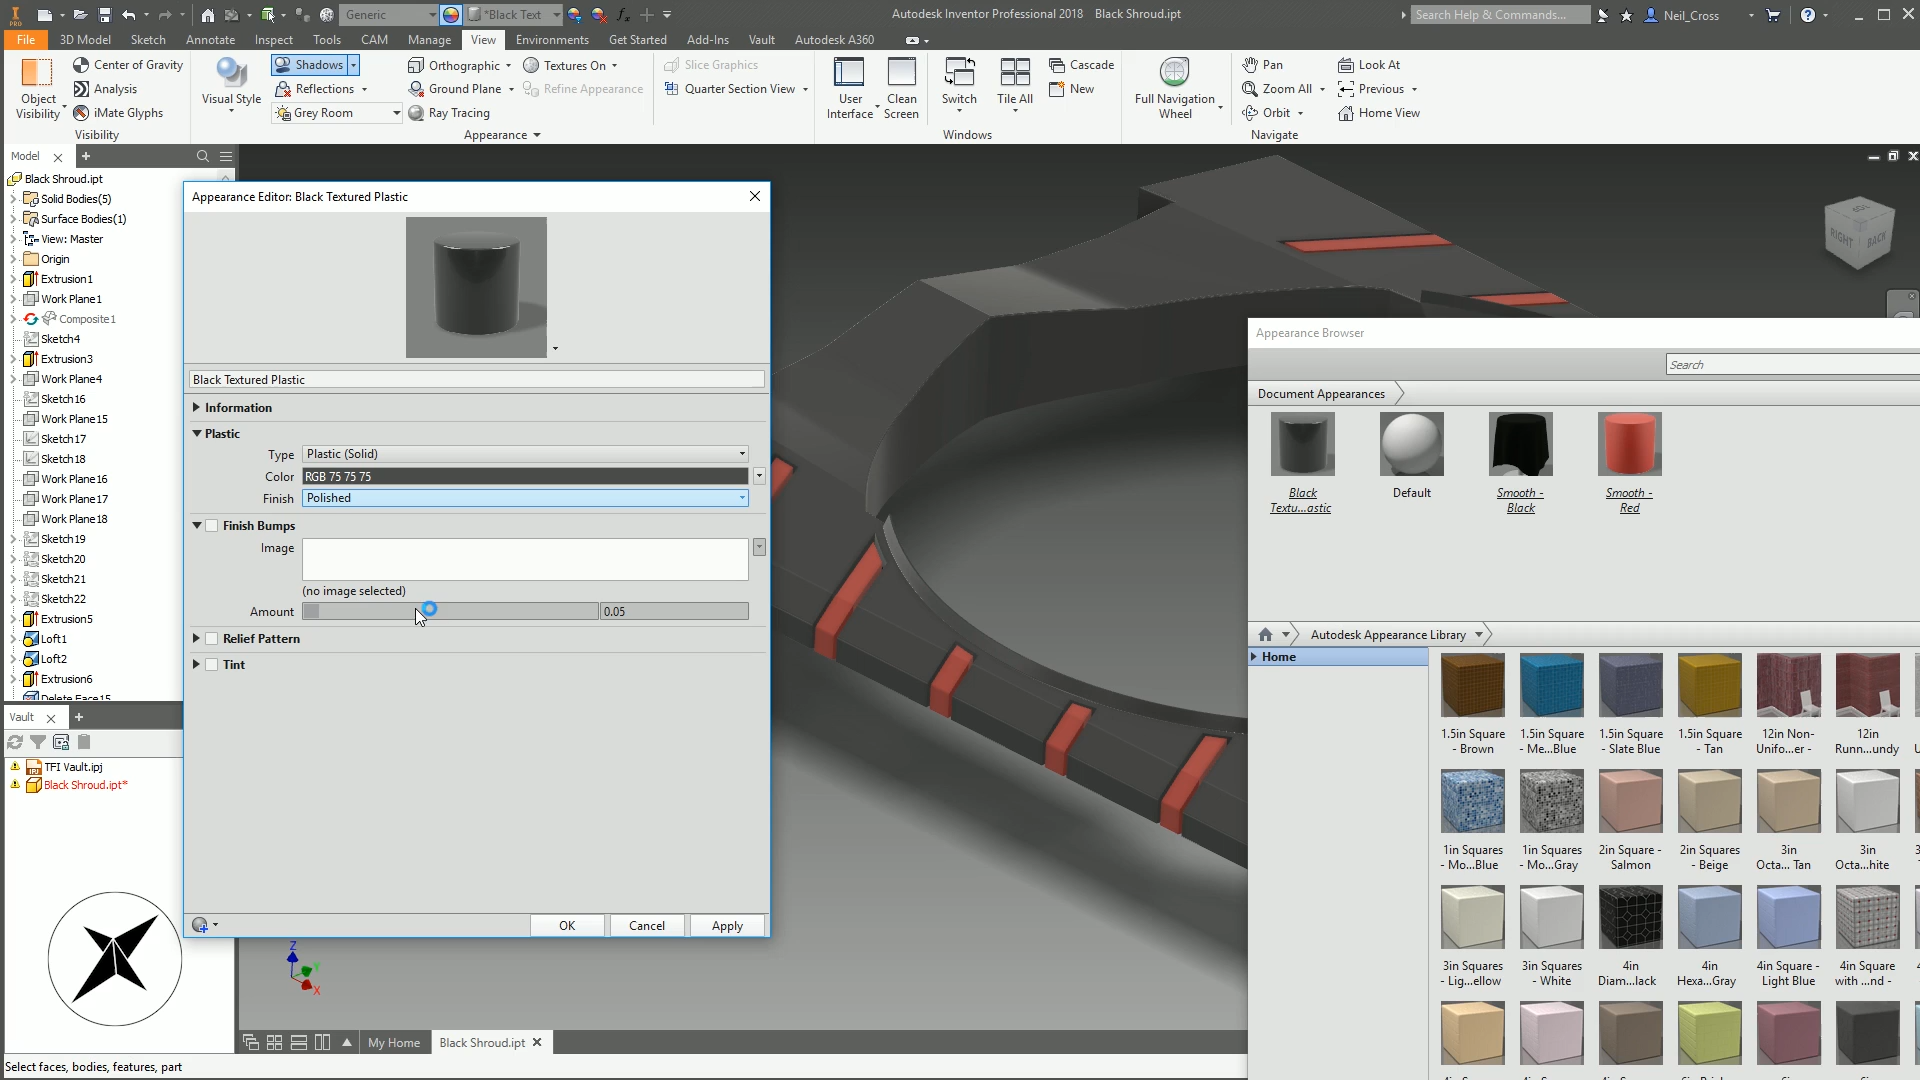 Generic
*Black Text
Autodesk Inventor Professional 2018 Black Shroud.ipt
Search Help & Commands...
Neil_Cross
File 3D Model Sketch Annotate Inspect Tools CAM Manage View Environments Get Started Add-Ins Vault Autodesk A360
Object Visibility
Center of Gravity
Analysis
iMate Glyphs
Visibility
Visual Style
Shadows
Reflections
Grey Room
Orthographic
Ground Plane
Ray Tracing
Textures On
Refine Appearance
Appearance
Slice Graphics
Quarter Section View
User Interface
Clean Screen
Switch
Tile All
Cascade
New
Windows
Full Navigation Wheel
Pan
Zoom All
Orbit
Look At
Previous
Home View
Navigate
Model
Black Shroud.ipt
Solid Bodies(5)
Surface Bodies(1)
View: Master
Origin
Extrusion1
Work Plane1
Composite1
Sketch4
Extrusion3
Work Plane4
Sketch16
Work Plane15
Sketch17
Sketch18
Work Plane16
Work Plane17
Work Plane18
Sketch19
Sketch20
Sketch21
Sketch22
Extrusion5
Loft1
Loft2
Extrusion6
Delete Face15
Vault
TFI Vault.ipj
Black Shroud.ipt*
Appearance Editor: Black Textured Plastic
Black Textured Plastic
Information
Plastic
Type Plastic (Solid)
Color RGB 75 75 75
Finish Polished
Finish Bumps
Image
(no image selected)
Amount 0.05
Relief Pattern
Tint
OK Cancel Apply
Z
X
RIGHT BACK
Appearance Browser
Search
Document Appearances
Black Textu...astic
Default
Smooth - Black
Smooth - Red
Autodesk Appearance Library
Home
1.5in Square - Brown
1.5in Square - Me...Blue
1.5in Square - Slate Blue
1.5in Square - Tan
12in Non-Unifo...er -
12in Runn...undy
1in Squares - Mo...Blue
1in Squares - Mo...Gray
2in Square - Salmon
2in Squares - Beige
3in Octa... Tan
3in Octa...hite
3in Squares - Lig...ellow
3in Squares - White
4in Diam...lack
4in Hexa...Gray
4in Square - Light Blue
4in Square with ...nd -
My Home Black Shroud.ipt
Select faces, bodies, features, part